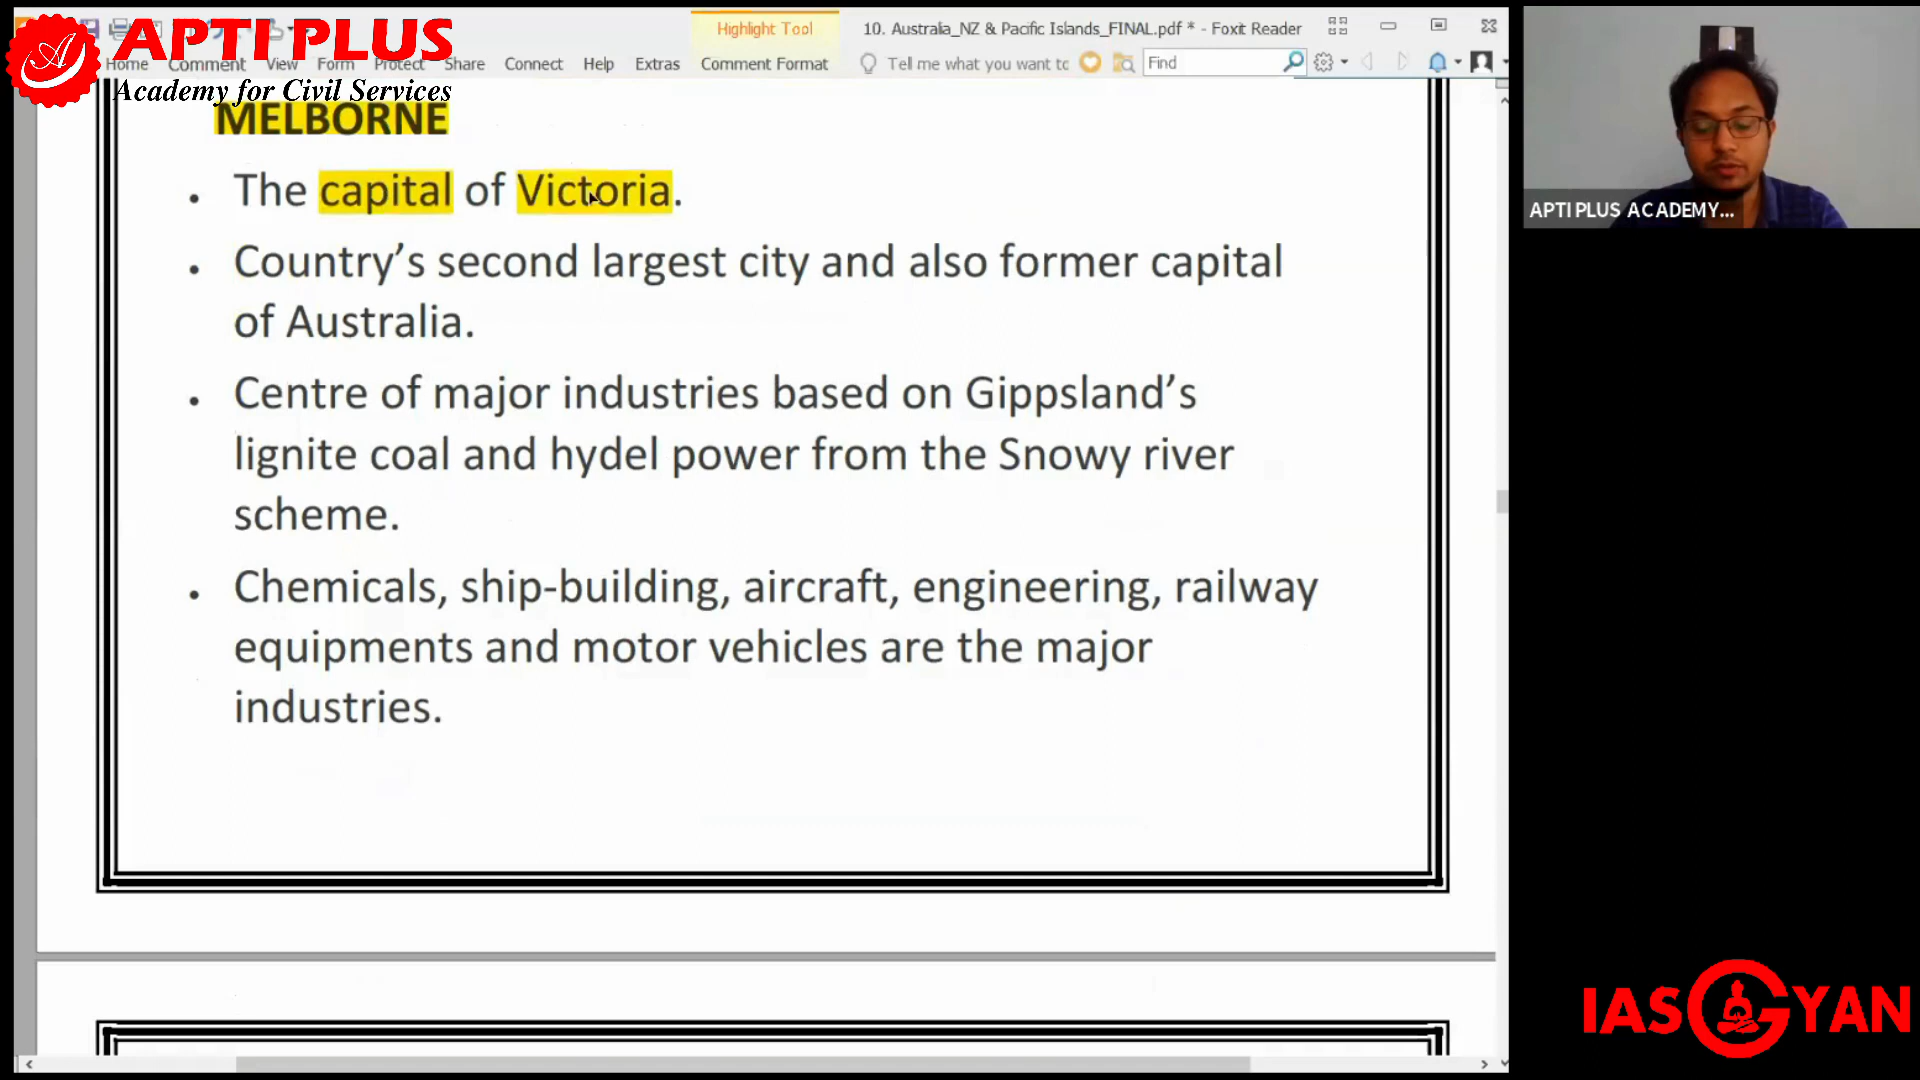 APTI PLUS
Academy for Civil Services
Highlight Tool
10. Australia_NZ & Pacific Islands_FINAL.pdf * - Foxit Reader
Home Comment View Form Protect Share Connect Help Extras Comment Format Tell me what you want to Find
MELBORNE
• The capital of Victoria.
• Country’s second largest city and also former capital
of Australia.
• Centre of major industries based on Gippsland’s
lignite coal and hydel power from the Snowy river
scheme.
• Chemicals, ship-building, aircraft, engineering, railway
equipments and motor vehicles are the major
industries.
APTI PLUS ACADEMY...
IAS GYAN